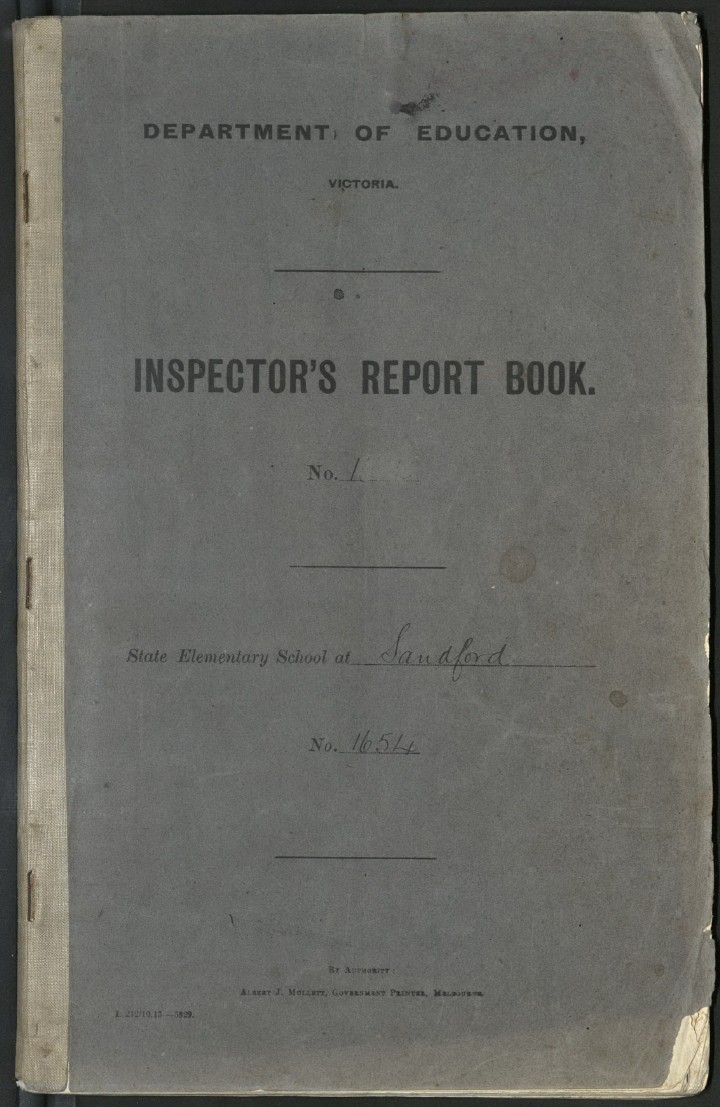 DEPARTMENT OF EDUCATION,
VICTORIA.
INSPECTOR'S REPORT BOOK.
No. 1.
State Elementary School at Sandford
No. 1654
BY AUTHORITY:
ALBERT J. MULLETT, GOVERNMENT PRINTER, MELBOURNE.